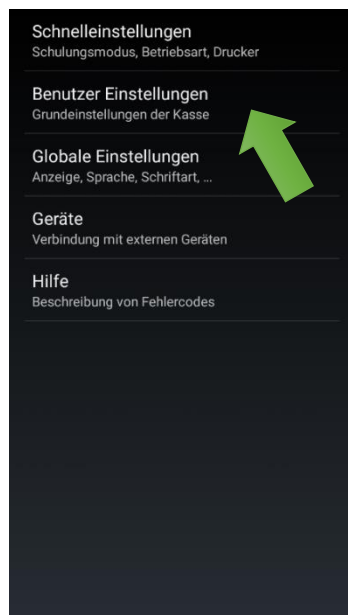 Schnelleinstellungen
Schulungsmodus, Betriebsart, Drucker
Benutzer Einstellungen
Grundeinstellungen der Kasse
Globale Einstellungen
Anzeige, Sprache, Schriftart, ...
Geräte
Verbindung mit externen Geräten
Hilfe
Beschreibung von Fehlercodes